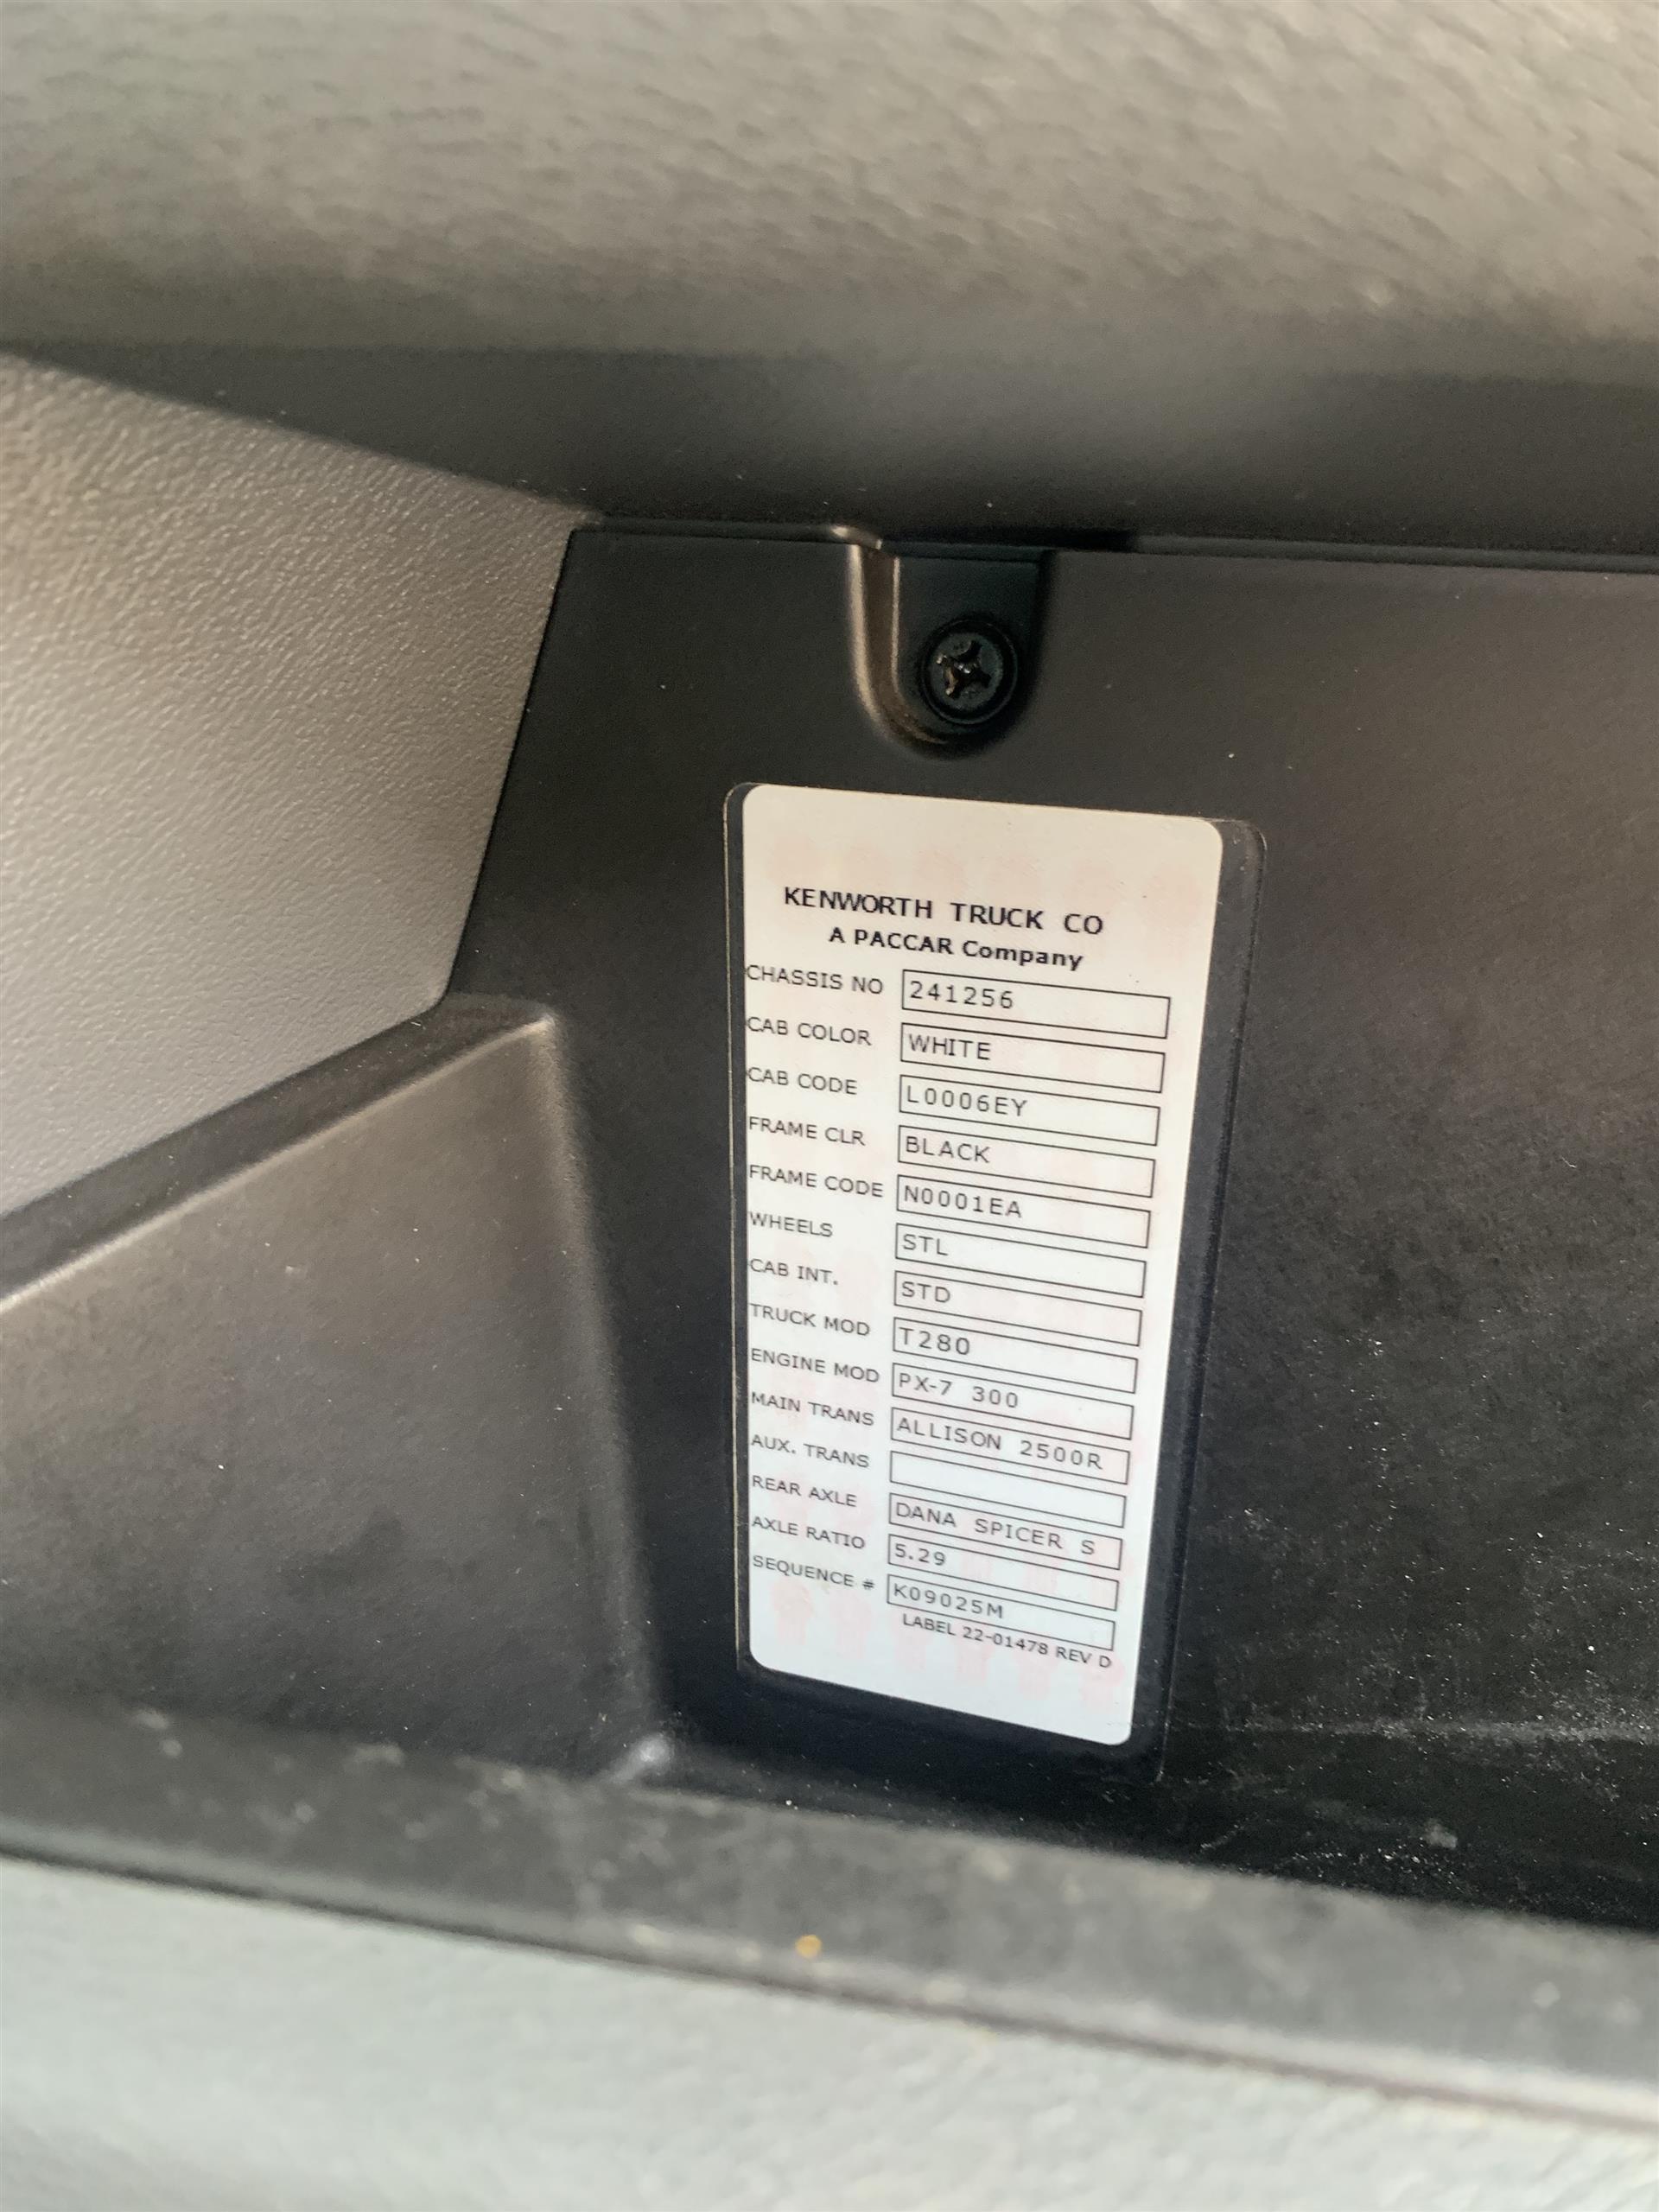 KENWORTH TRUCK CO
A PACCAR Company
CHASSIS NO 241256
CAB COLOR WHITE
CAB CODE L0006EY
FRAME CLR BLACK
FRAME CODE N0001EA
WHEELS STL
CAB INT. STD
TRUCK MOD T280
ENGINE MOD PX-7 300
MAIN TRANS ALLISON 2500R
AUX. TRANS
REAR AXLE DANA SPICER S
AXLE RATIO 5.29
SEQUENCE # K09025M
LABEL 22-01478 REV D